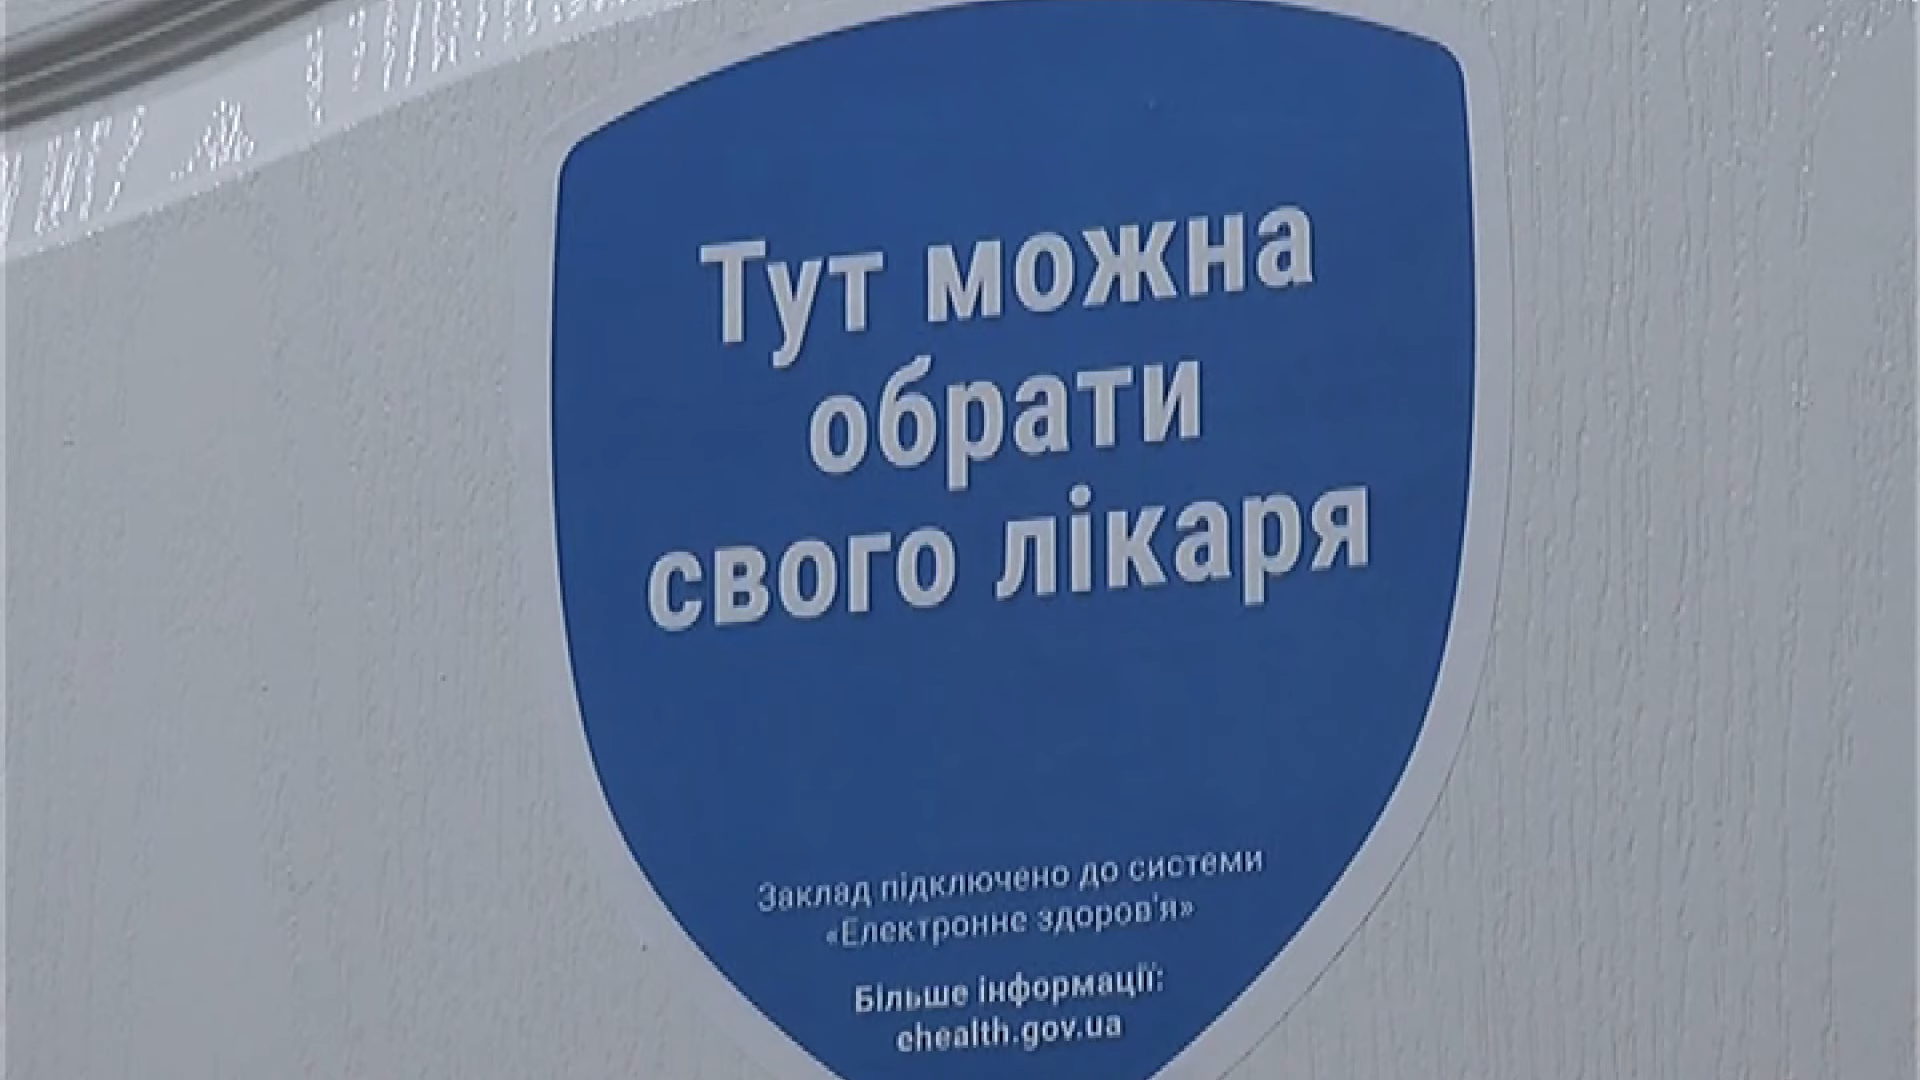 Тут можна
обрати
свого лікаря
Заклад підключено до системи
«Електронне здоров'я»
Більше інформації:
ehealth.gov.ua